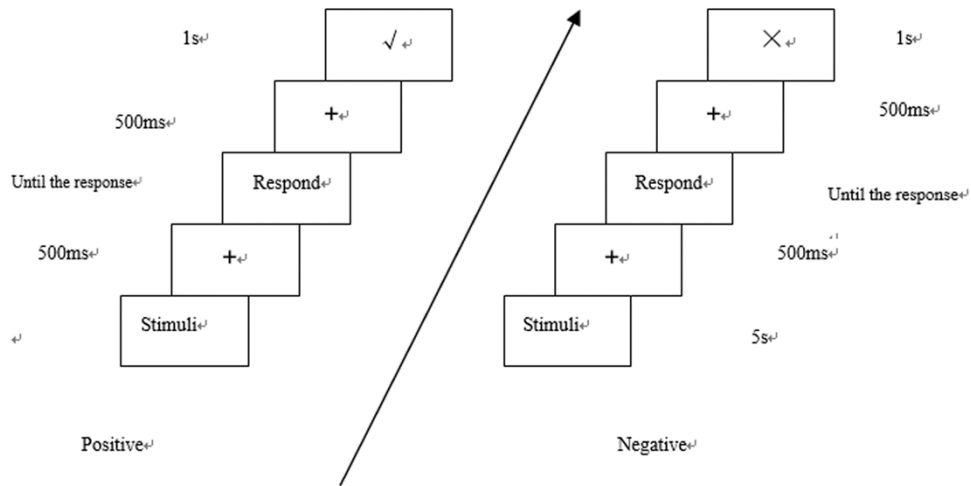 1s
√
×
1s
500ms
+
+
500ms
Until the response
Respond
Respond
Until the response
500ms
+
+
500ms
Stimuli
Stimuli
5s
Positive
Negative